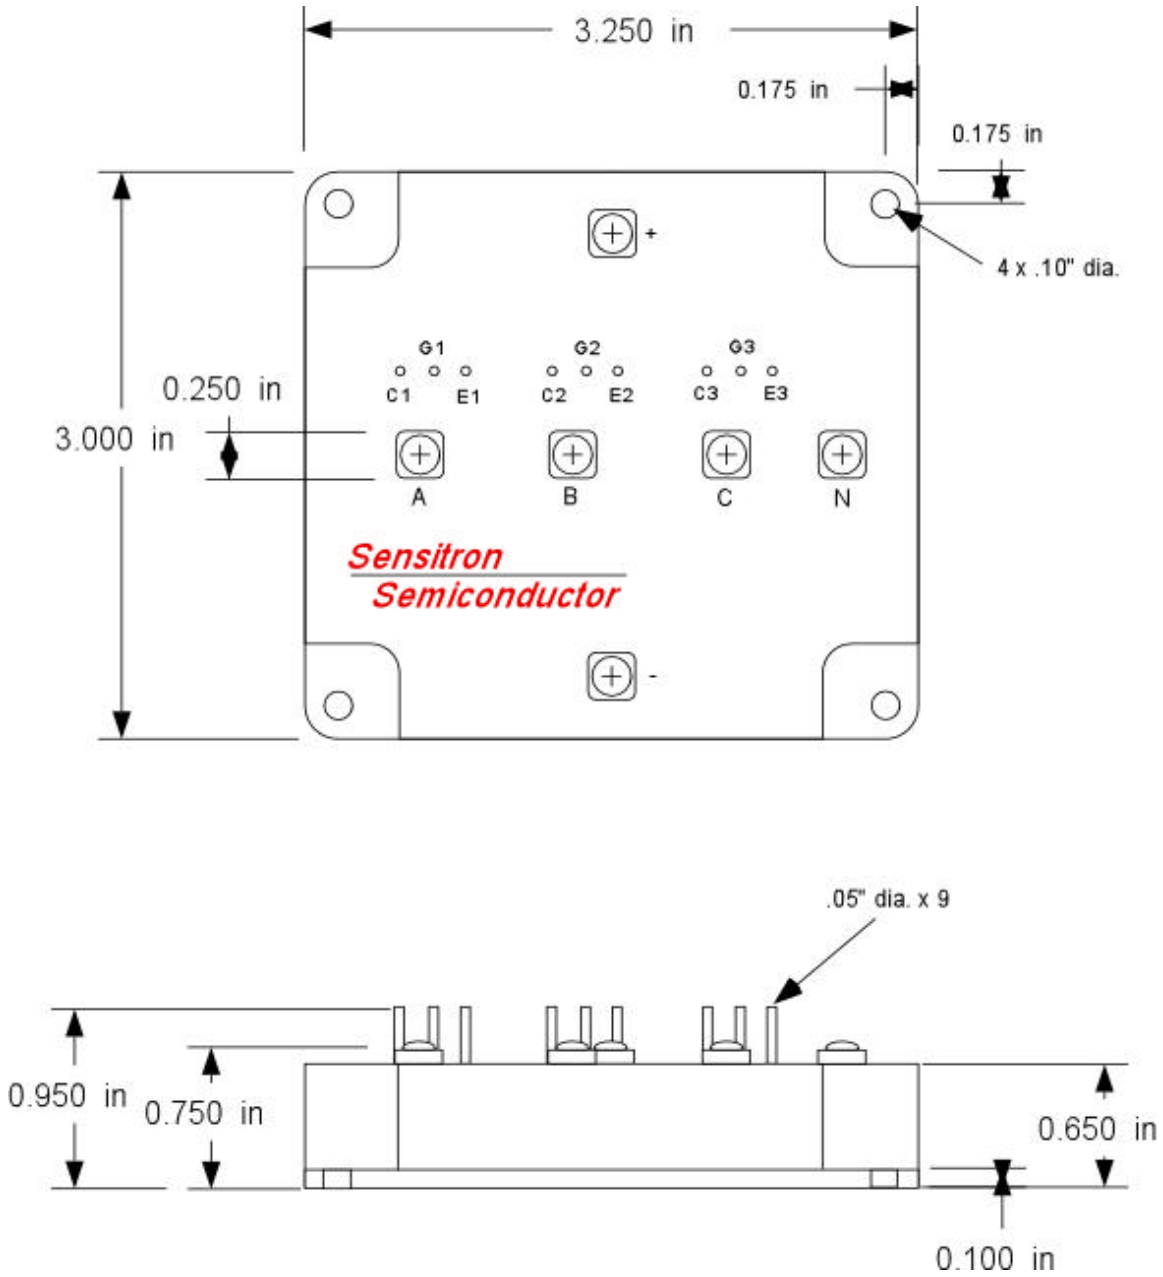 3.250 in
0.175 in
0.175 in
4 x .10" dia.
+
G1 G2 G3
C1 E1 C2 E2 C3 E3
0.250 in
3.000 in
A B C N
Sensitron
Semiconductor
-
.05" dia. x 9
0.950 in
0.750 in
0.650 in
0.100 in